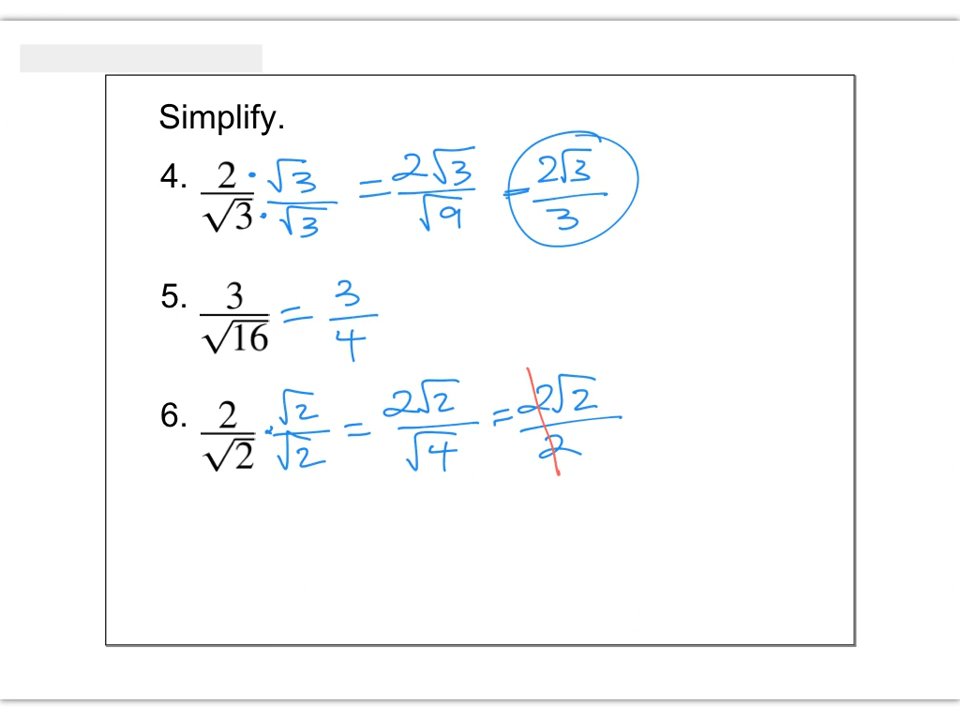 Simplify.
4. 2/√3 · √3/√3 = 2√3/√9 = 2√3/3
5. 3/√16 = 3/4
6. 2/√2 · √2/√2 = 2√2/√4 = 2√2/2